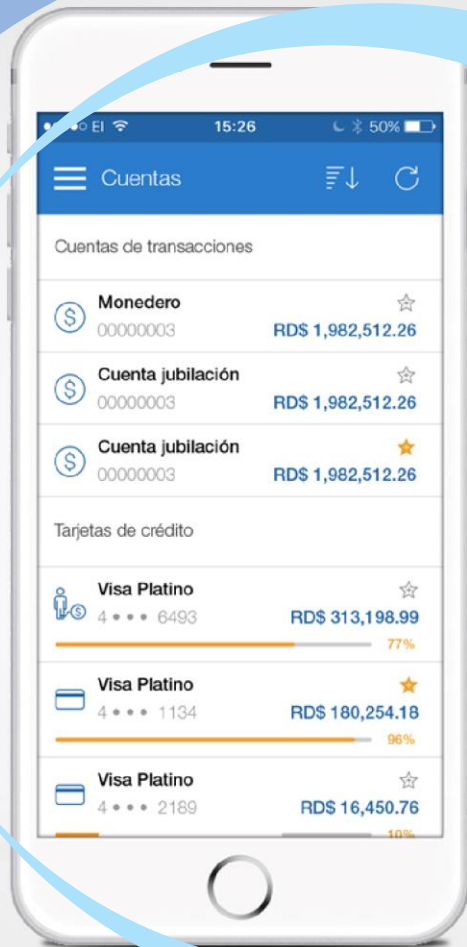 EI 15:26 50%
Cuentas
Cuentas de transacciones
Monedero
00000003 RD$ 1,982,512.26
Cuenta jubilación
00000003 RD$ 1,982,512.26
Cuenta jubilación
00000003 RD$ 1,982,512.26
Tarjetas de crédito
Visa Platino
4 • • • 6493 RD$ 313,198.99
77%
Visa Platino
4 • • • 1134 RD$ 180,254.18
96%
Visa Platino
4 • • • 2189 RD$ 16,450.76
10%